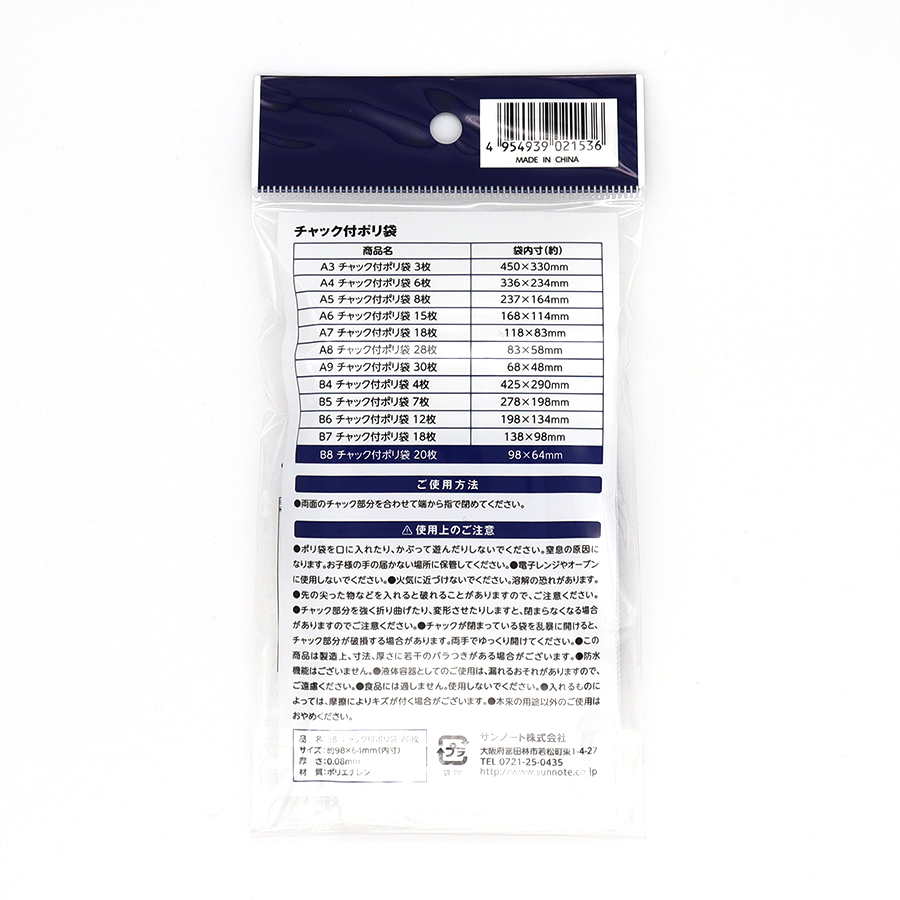 4 954939 021536
MADE IN CHINA
チャック付ポリ袋
商品名 袋内寸(約)
A3 チャック付ポリ袋 3枚 450×330mm
A4 チャック付ポリ袋 6枚 336×234mm
A5 チャック付ポリ袋 8枚 237×164mm
A6 チャック付ポリ袋 15枚 168×114mm
A7 チャック付ポリ袋 18枚 118×83mm
A8 チャック付ポリ袋 28枚 83×58mm
A9 チャック付ポリ袋 30枚 68×48mm
B4 チャック付ポリ袋 4枚 425×290mm
B5 チャック付ポリ袋 7枚 278×198mm
B6 チャック付ポリ袋 12枚 198×134mm
B7 チャック付ポリ袋 18枚 138×98mm
B8 チャック付ポリ袋 20枚 98×64mm
ご使用方法
●両面のチャック部分を合わせて端から指で閉めてください。
⚠使用上のご注意
●ポリ袋を口に入れたり、かぶって遊んだりしないでください。窒息の原因に
なります。お子様の手の届かない場所に保管してください。●電子レンジやオーブン
に使用しないでください。●火気に近づけないでください。溶解の恐れがあります。
●先の尖った物などを入れると破れることがありますので、ご注意ください。
●チャック部分を強く折り曲げたり、変形させたりしますと、閉まらなくなる場合
がありますのでご注意ください。●チャックが閉まっている袋を乱暴に開けると、
チャック部分が破損する場合があります。両手でゆっくり開けてください。●この
商品は製造上、寸法、厚さに若干のバラつきがある場合がございます。●防水
機能はございません。●液体容器としてのご使用は、漏れるおそれがありますので、
ご遠慮ください。●食品には適しません。使用しないでください。●入れるものに
よっては、摩擦によりキズが付く場合がございます。●本来の用途以外のご使用は
おやめください。
品 名:B8 チャック付ポリ袋 20枚
サイズ:約98×64mm(内寸)
厚 さ:0.08mm
材 質:ポリエチレン
プラ
袋:PP
サンノート株式会社
大阪府富田林市若松町東1-4-27
TEL 0721-25-0435
http://www.sunnote.co.jp